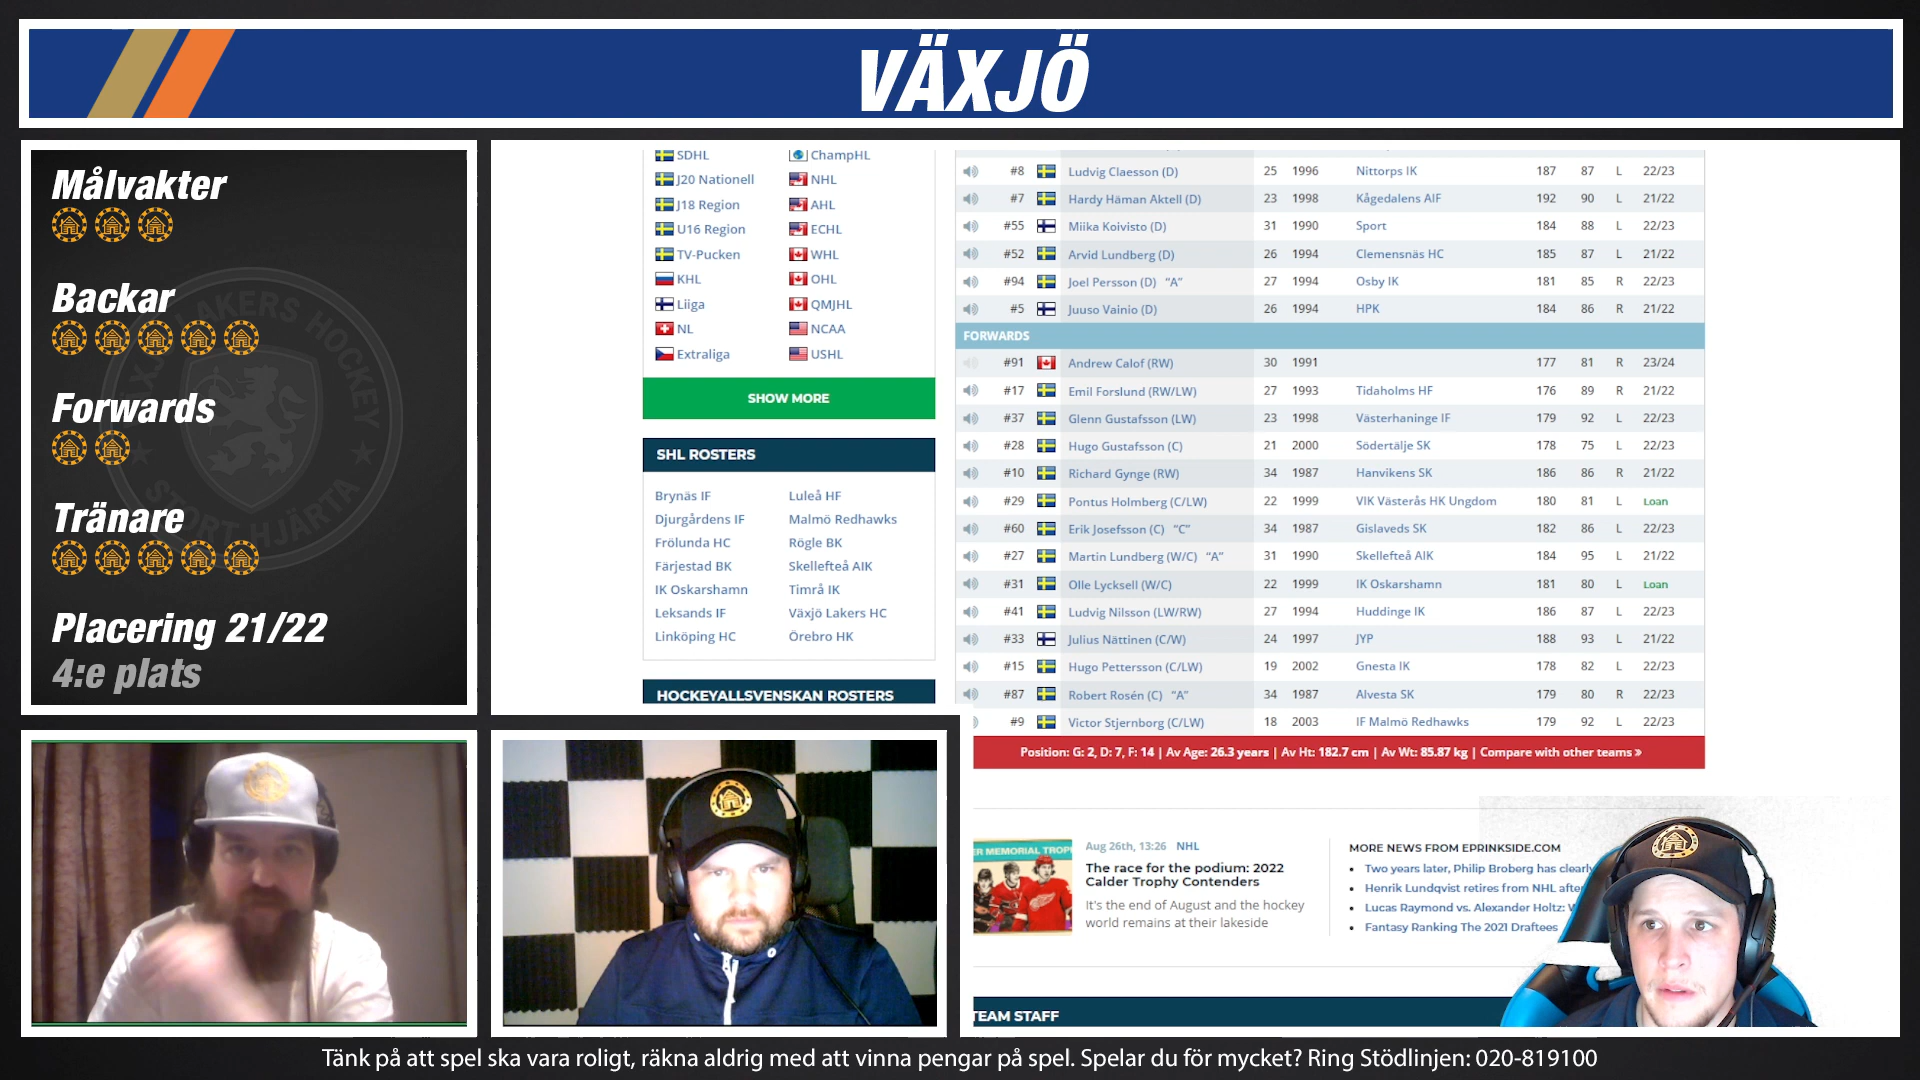 VÄXJÖ
Målvakter
Backar
Forwards
Tränare
Placering 21/22
4:e plats
VÄXJÖ LAKERS HOCKEY
STORT HJÄRTA
SDHL ChampHL
J20 Nationell NHL
J18 Region AHL
U16 Region ECHL
TV-Pucken WHL
KHL OHL
Liiga QMJHL
NL NCAA
Extraliga USHL
SHOW MORE
SHL ROSTERS
Brynäs IF Luleå HF
Djurgårdens IF Malmö Redhawks
Frölunda HC Rögle BK
Färjestad BK Skellefteå AIK
IK Oskarshamn Timrå IK
Leksands IF Växjö Lakers HC
Linköping HC Örebro HK
HOCKEYALLSVENSKAN ROSTERS
#8 Ludvig Claesson (D) 25 1996 Nittorps IK 187 87 L 22/23
#7 Hardy Häman Aktell (D) 23 1998 Kågedalens AIF 192 90 L 21/22
#55 Miika Koivisto (D) 31 1990 Sport 184 88 L 22/23
#52 Arvid Lundberg (D) 26 1994 Clemensnäs HC 185 87 L 21/22
#94 Joel Persson (D) “A” 27 1994 Osby IK 181 85 R 22/23
#5 Juuso Vainio (D) 26 1994 HPK 184 86 R 21/22
FORWARDS
#91 Andrew Calof (RW) 30 1991 177 81 R 23/24
#17 Emil Forslund (RW/LW) 27 1993 Tidaholms HF 176 89 R 21/22
#37 Glenn Gustafsson (LW) 23 1998 Västerhaninge IF 179 92 L 22/23
#28 Hugo Gustafsson (C) 21 2000 Södertälje SK 178 75 L 22/23
#10 Richard Gynge (RW) 34 1987 Hanvikens SK 186 86 R 21/22
#29 Pontus Holmberg (C/LW) 22 1999 VIK Västerås HK Ungdom 180 81 L Loan
#60 Erik Josefsson (C) “C” 34 1987 Gislaveds SK 182 86 L 22/23
#27 Martin Lundberg (W/C) “A” 31 1990 Skellefteå AIK 184 95 L 21/22
#31 Olle Lycksell (W/C) 22 1999 IK Oskarshamn 181 80 L Loan
#41 Ludvig Nilsson (LW/RW) 27 1994 Huddinge IK 186 87 L 22/23
#33 Julius Nättinen (C/W) 24 1997 JYP 188 93 L 21/22
#15 Hugo Pettersson (C/LW) 19 2002 Gnesta IK 178 82 L 22/23
#87 Robert Rosén (C) “A” 34 1987 Alvesta SK 179 80 R 22/23
#9 Victor Stjernborg (C/LW) 18 2003 IF Malmö Redhawks 179 92 L 22/23
Position: G: 2, D: 7, F: 14 | Av Age: 26.3 years | Av Ht: 182.7 cm | Av Wt: 85.87 kg | Compare with other teams »
ER MEMORIAL TROP
Aug 26th, 13:26 NHL
The race for the podium: 2022
Calder Trophy Contenders
It's the end of August and the hockey
world remains at their lakeside
MORE NEWS FROM EPRINKSIDE.COM
Two years later, Philip Broberg has clearly
Henrik Lundqvist retires from NHL after
Lucas Raymond vs. Alexander Holtz:
Fantasy Ranking The 2021 Draftees
TEAM STAFF
Tänk på att spel ska vara roligt, räkna aldrig med att vinna pengar på spel. Spelar du för mycket? Ring Stödlinjen: 020-819100